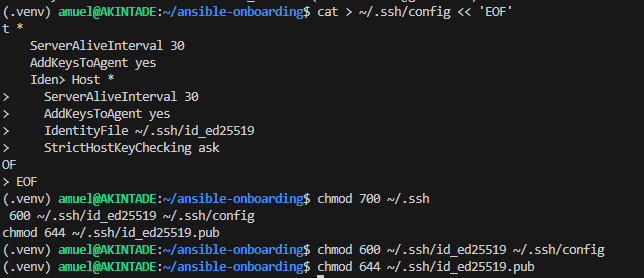 (.venv) amuel@AKINTADE:~/ansible-onboarding$ cat > ~/.ssh/config << 'EOF'
t *
    ServerAliveInterval 30
    AddKeysToAgent yes
    Iden> Host *
>     ServerAliveInterval 30
>     AddKeysToAgent yes
>     IdentityFile ~/.ssh/id_ed25519
>     StrictHostKeyChecking ask
OF
> EOF
(.venv) amuel@AKINTADE:~/ansible-onboarding$ chmod 700 ~/.ssh
 600 ~/.ssh/id_ed25519 ~/.ssh/config
chmod 644 ~/.ssh/id_ed25519.pub
(.venv) amuel@AKINTADE:~/ansible-onboarding$ chmod 600 ~/.ssh/id_ed25519 ~/.ssh/config
(.venv) amuel@AKINTADE:~/ansible-onboarding$ chmod 644 ~/.ssh/id_ed25519.pub